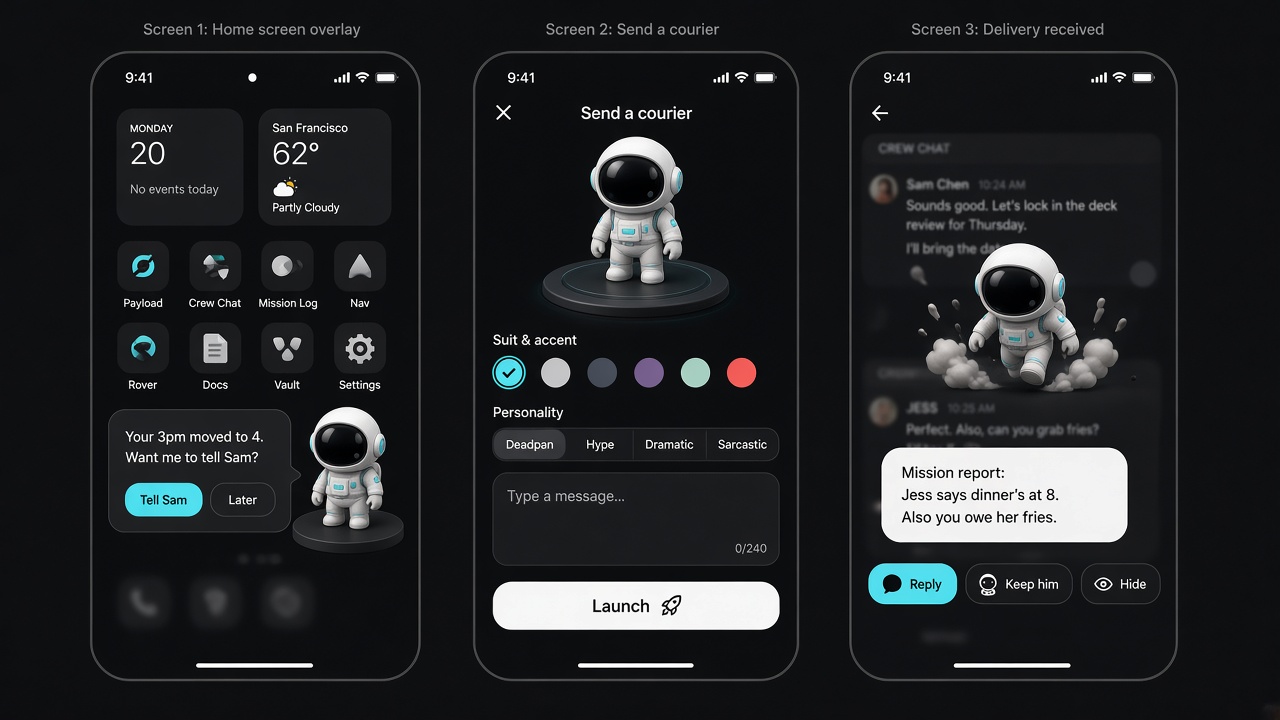 Screen 1: Home screen overlay
9:41
MONDAY
20
No events today
San Francisco
62°
Partly Cloudy
Payload
Crew Chat
Mission Log
Nav
Rover
Docs
Vault
Settings
Your 3pm moved to 4.
Want me to tell Sam?
Tell Sam
Later
Screen 2: Send a courier
9:41
Send a courier
Suit & accent
Personality
Deadpan
Hype
Dramatic
Sarcastic
Type a message...
0/240
Launch
Screen 3: Delivery received
9:41
CREW CHAT
Sam Chen 10:24 AM
Sounds good. Let's lock in the deck
review for Thursday.
I'll bring the
JESS 10:25 AM
Perfect. Also, can you grab fries?
Mission report:
Jess says dinner's at 8.
Also you owe her fries.
Reply
Keep him
Hide